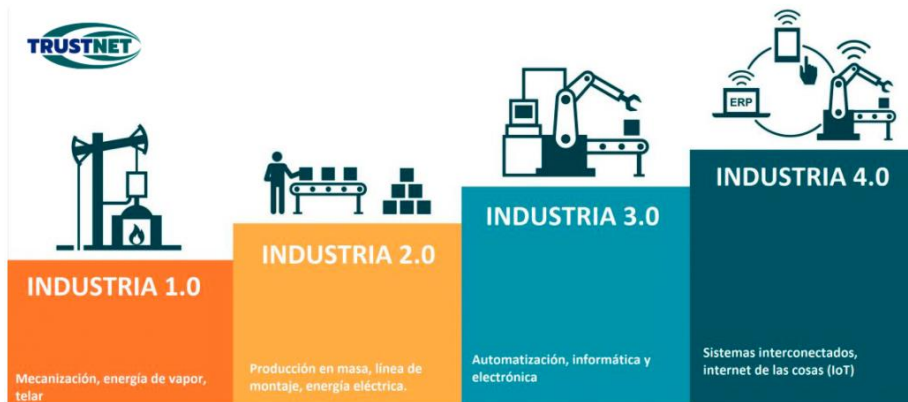 TRUSTNET
ERP
INDUSTRIA 1.0
Mecanización, energía de vapor,
telar
INDUSTRIA 2.0
Producción en masa, línea de
montaje, energía eléctrica.
INDUSTRIA 3.0
Automatización, informática y
electrónica
INDUSTRIA 4.0
Sistemas interconectados,
internet de las cosas (IoT)